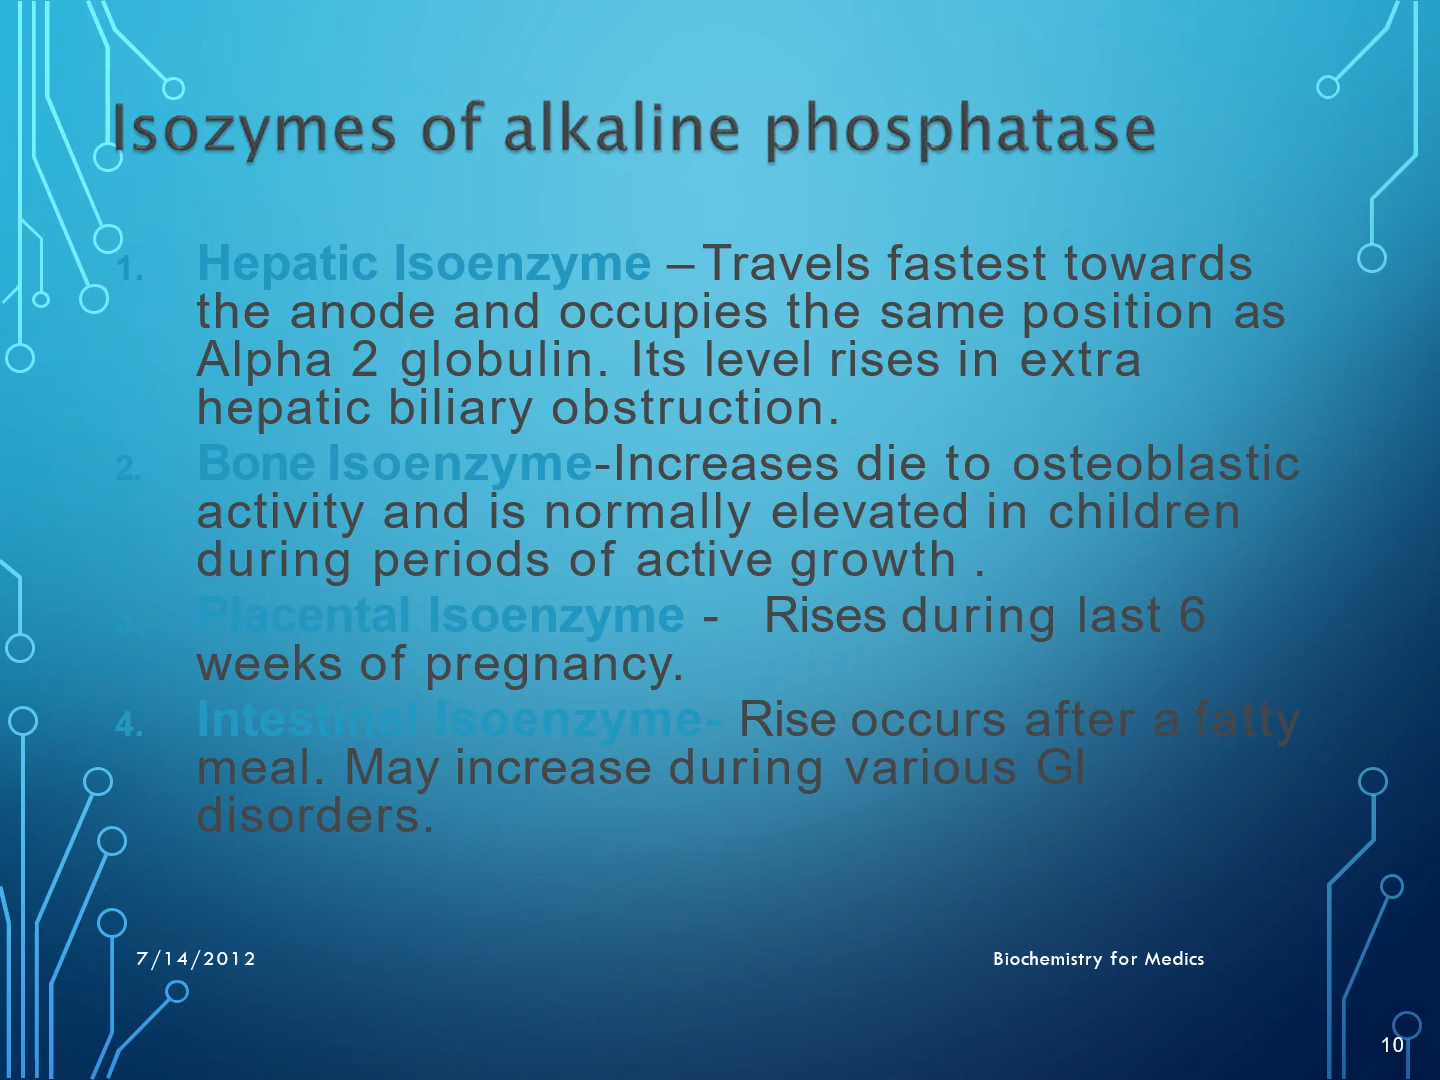 Isozymes of alkaline phosphatase
1. Hepatic Isoenzyme – Travels fastest towards
the anode and occupies the same position as
Alpha 2 globulin. Its level rises in extra
hepatic biliary obstruction.
2. Bone Isoenzyme-Increases die to osteoblastic
activity and is normally elevated in children
during periods of active growth .
3. Placental Isoenzyme - Rises during last 6
weeks of pregnancy.
4. Intestinal Isoenzyme- Rise occurs after a fatty
meal. May increase during various GI
disorders.
7/14/2012
Biochemistry for Medics
10